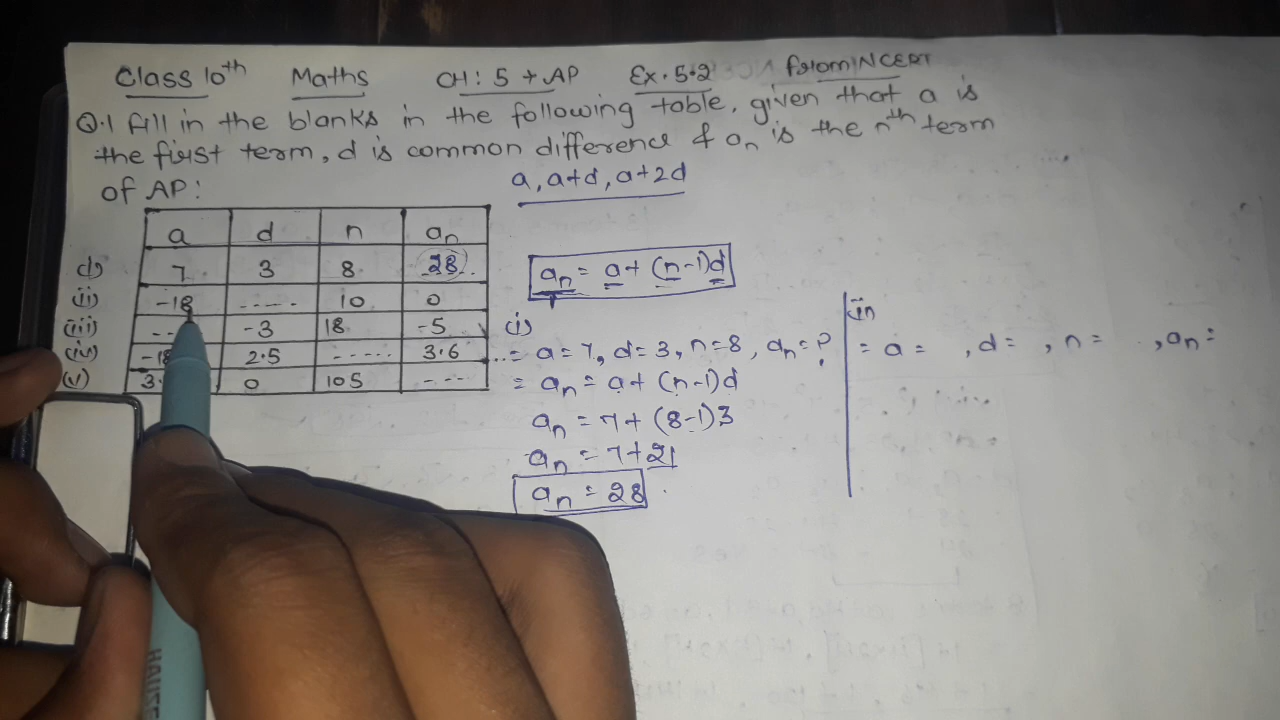 Class 10th Maths CH: 5 → AP Ex. 5.2 from NCERT
Q.1 fill in the blanks in the following table, given that a is
the first term, d is common difference & an is the nth term
of AP:
a, a+d, a+2d
a d n an
(i) 7 3 8 28
(ii) -18 ...... 10 0
(iii) -3 18 -5
(iv) 2.5 ...... 3.6
(v) 0 105 ----
an = a + (n-1)d
(i)
= a = 7, d = 3, n = 8, an = ?
= an = a + (n-1)d
an = 7 + (8-1)3
an = 7 + 21
an = 28
= a = , d = , n = , an =